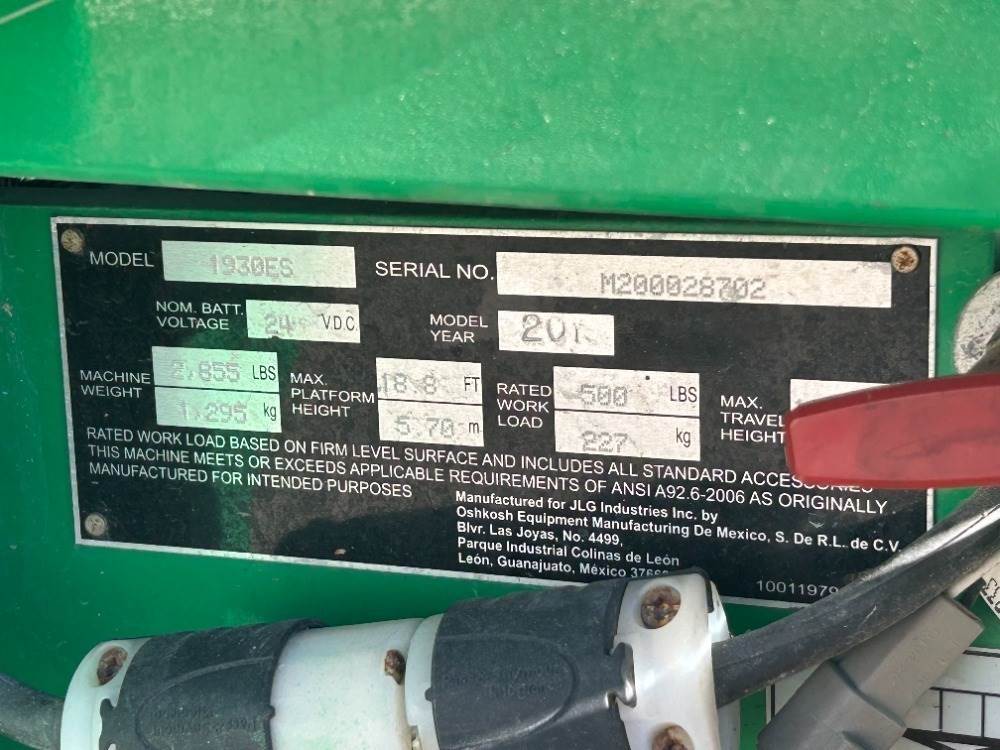 MODEL 1930ES SERIAL NO. M200028702
NOM. BATT. VOLTAGE 24 V.D.C. MODEL YEAR
MACHINE WEIGHT 2,855 LBS 1,295 kg
MAX. PLATFORM HEIGHT 18.8 FT 5.70 m
RATED WORK LOAD 500 LBS 227 kg
MAX. TRAVEL HEIGHT
RATED WORK LOAD BASED ON FIRM LEVEL SURFACE AND INCLUDES ALL STANDARD ACCESSORIES
THIS MACHINE MEETS OR EXCEEDS APPLICABLE REQUIREMENTS OF ANSI A92.6-2006 AS ORIGINALLY
MANUFACTURED FOR INTENDED PURPOSES
Manufactured for JLG Industries Inc. by
Oshkosh Equipment Manufacturing De Mexico, S. De R.L. de C.V.
Blvr. Las Joyas, No. 4499,
Parque Industrial Colinas de León
León, Guanajuato, México